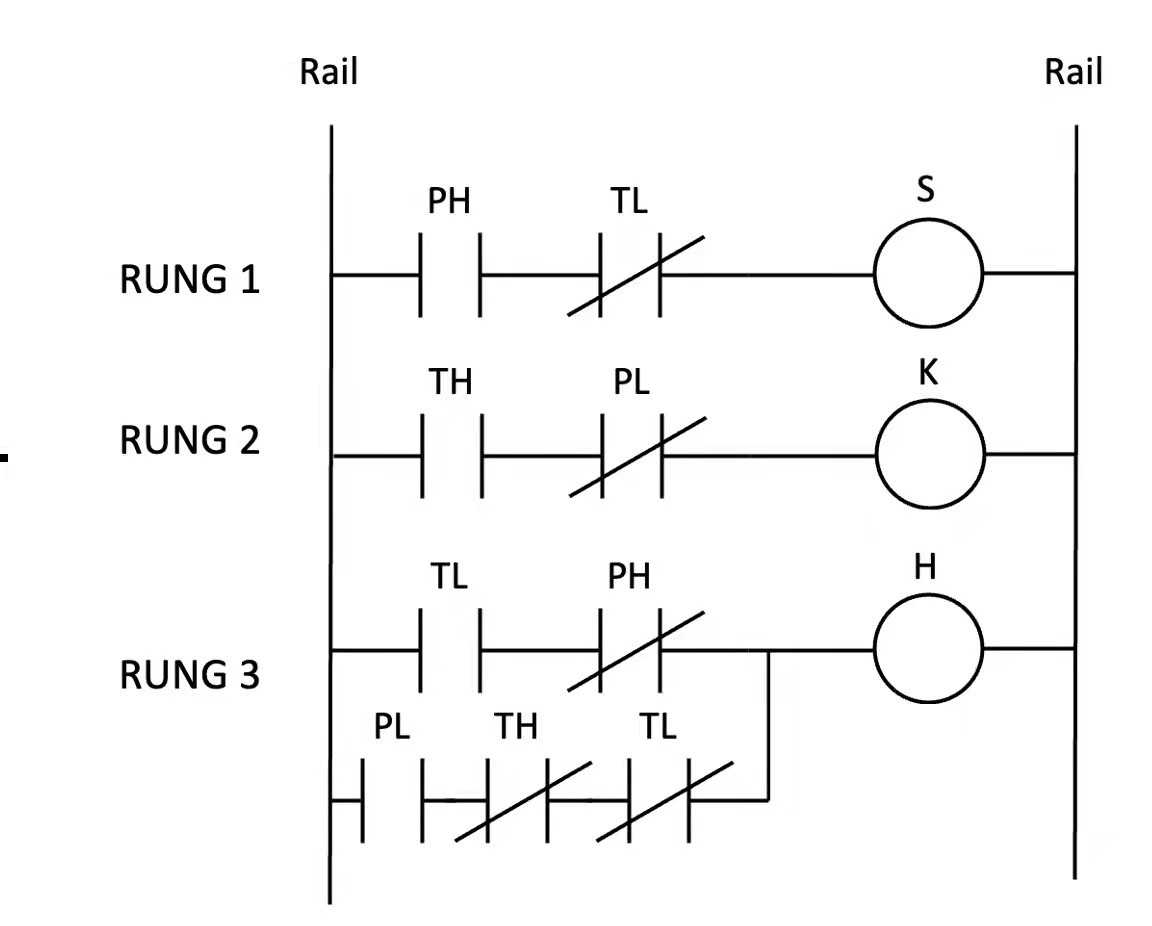 Rail Rail
PH TL S
RUNG 1
TH PL K
RUNG 2
TL PH H
RUNG 3
PL TH TL